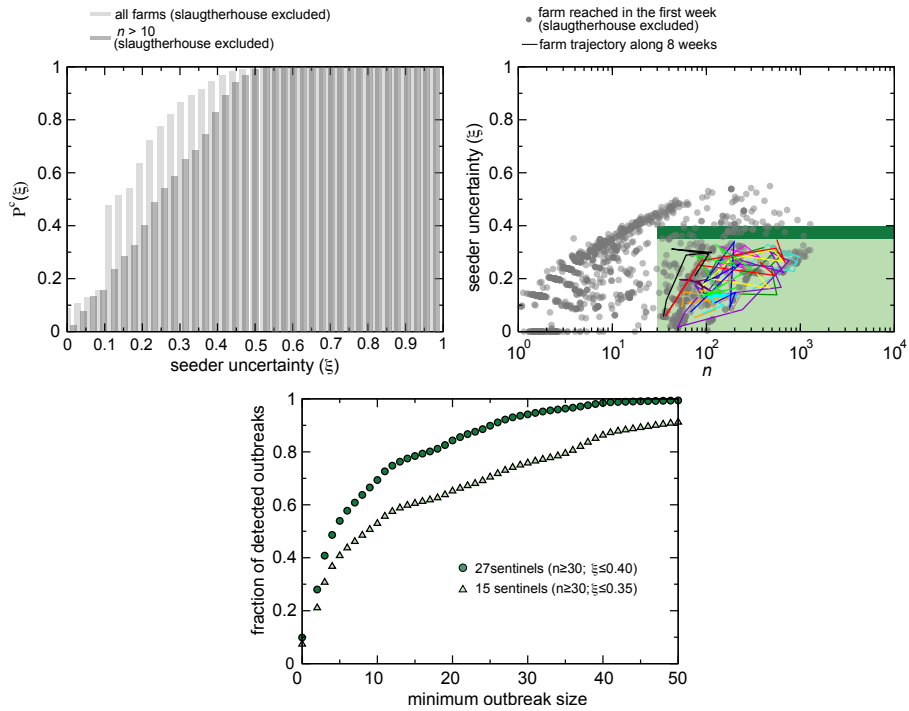 all farms (slaugtherhouse excluded)
n > 10
(slaugtherhouse excluded)
1
0.8
0.6
0.4
0.2
0
P^c(ξ)
0 0.1 0.2 0.3 0.4 0.5 0.6 0.7 0.8 0.9 1
seeder uncertainty (ξ)
farm reached in the first week
(slaugtherhouse excluded)
farm trajectory along 8 weeks
1
0.8
0.6
0.4
0.2
0
seeder uncertainty (ξ)
10^0 10^1 10^2 10^3 10^4
n
1
0.8
0.6
0.4
0.2
0
fraction of detected outbreaks
27sentinels (n≥30; ξ≤0.40)
15 sentinels (n≥30;ξ≤0.35)
0 10 20 30 40 50
minimum outbreak size